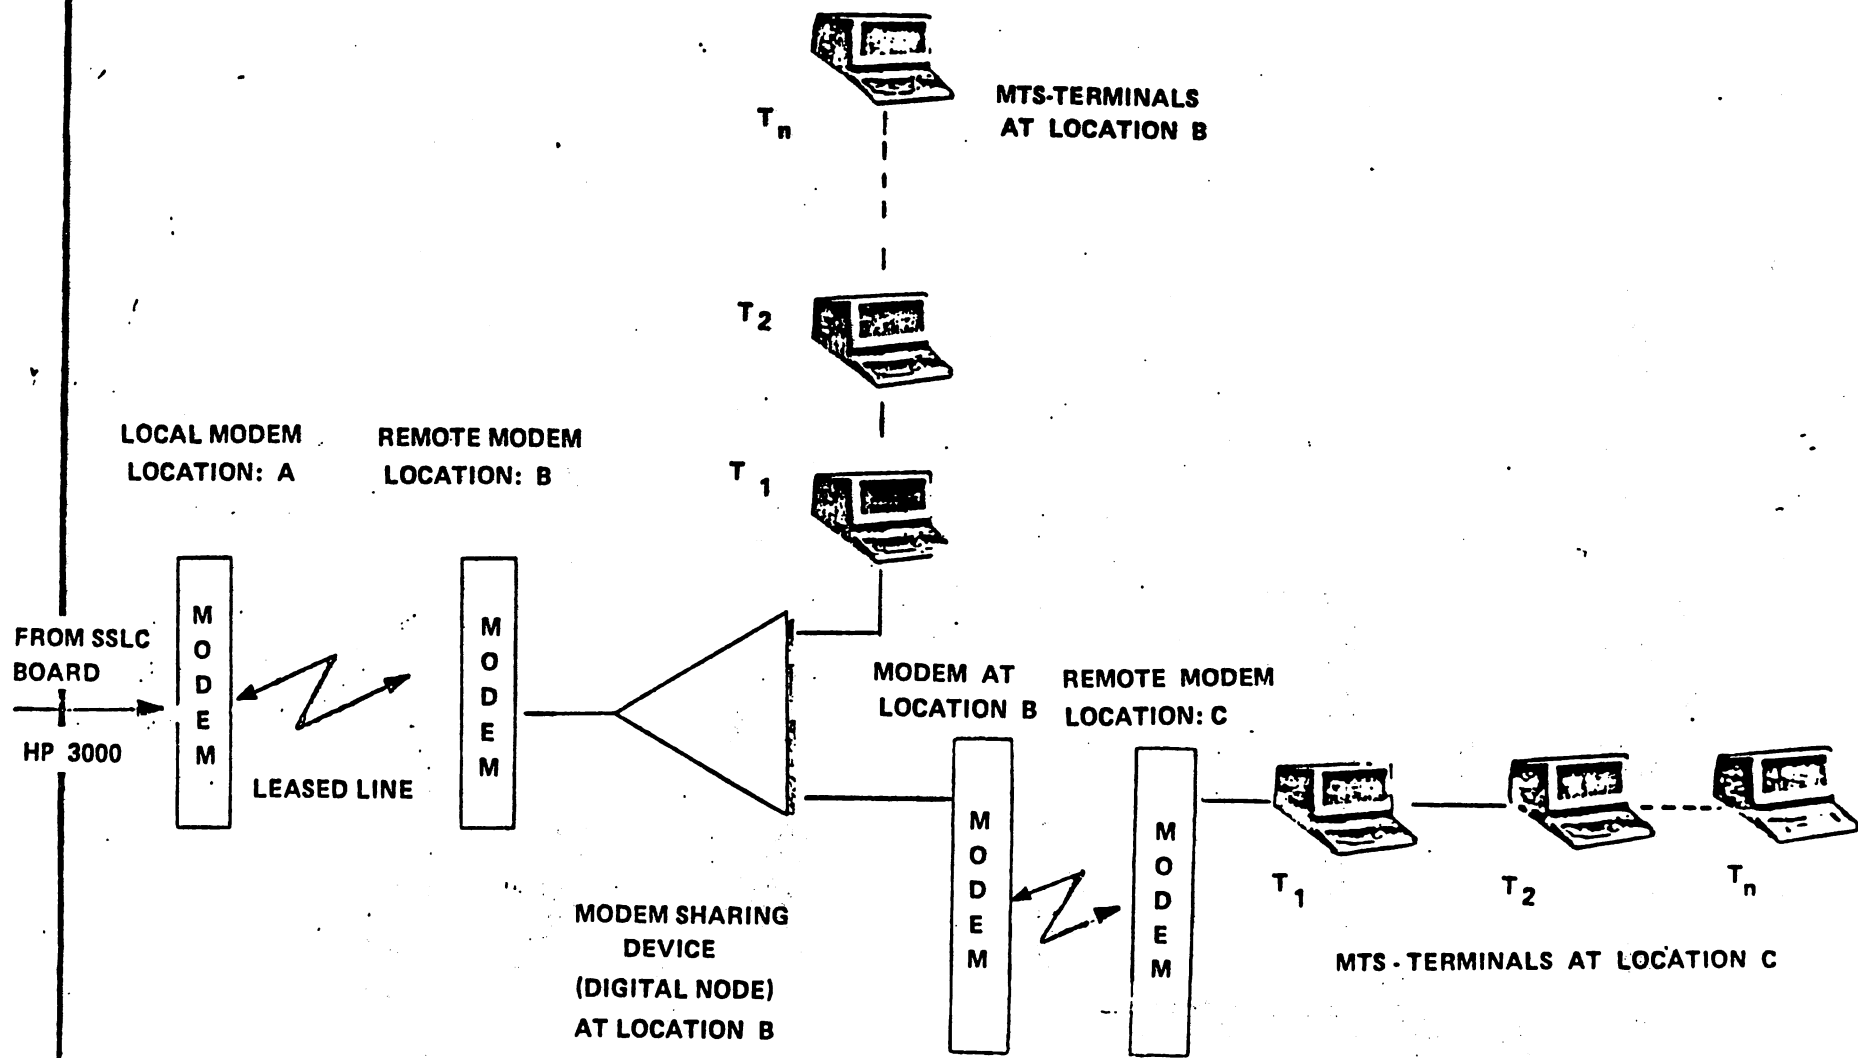 MTS-TERMINALS
AT LOCATION B
Tn
T2
T1
LOCAL MODEM
LOCATION: A
REMOTE MODEM
LOCATION: B
MODEM
MODEM
FROM SSLC
BOARD
HP 3000
LEASED LINE
MODEM SHARING
DEVICE
(DIGITAL NODE)
AT LOCATION B
MODEM AT
LOCATION B
REMOTE MODEM
LOCATION: C
MODEM
MODEM
T1
T2
Tn
MTS - TERMINALS AT LOCATION C